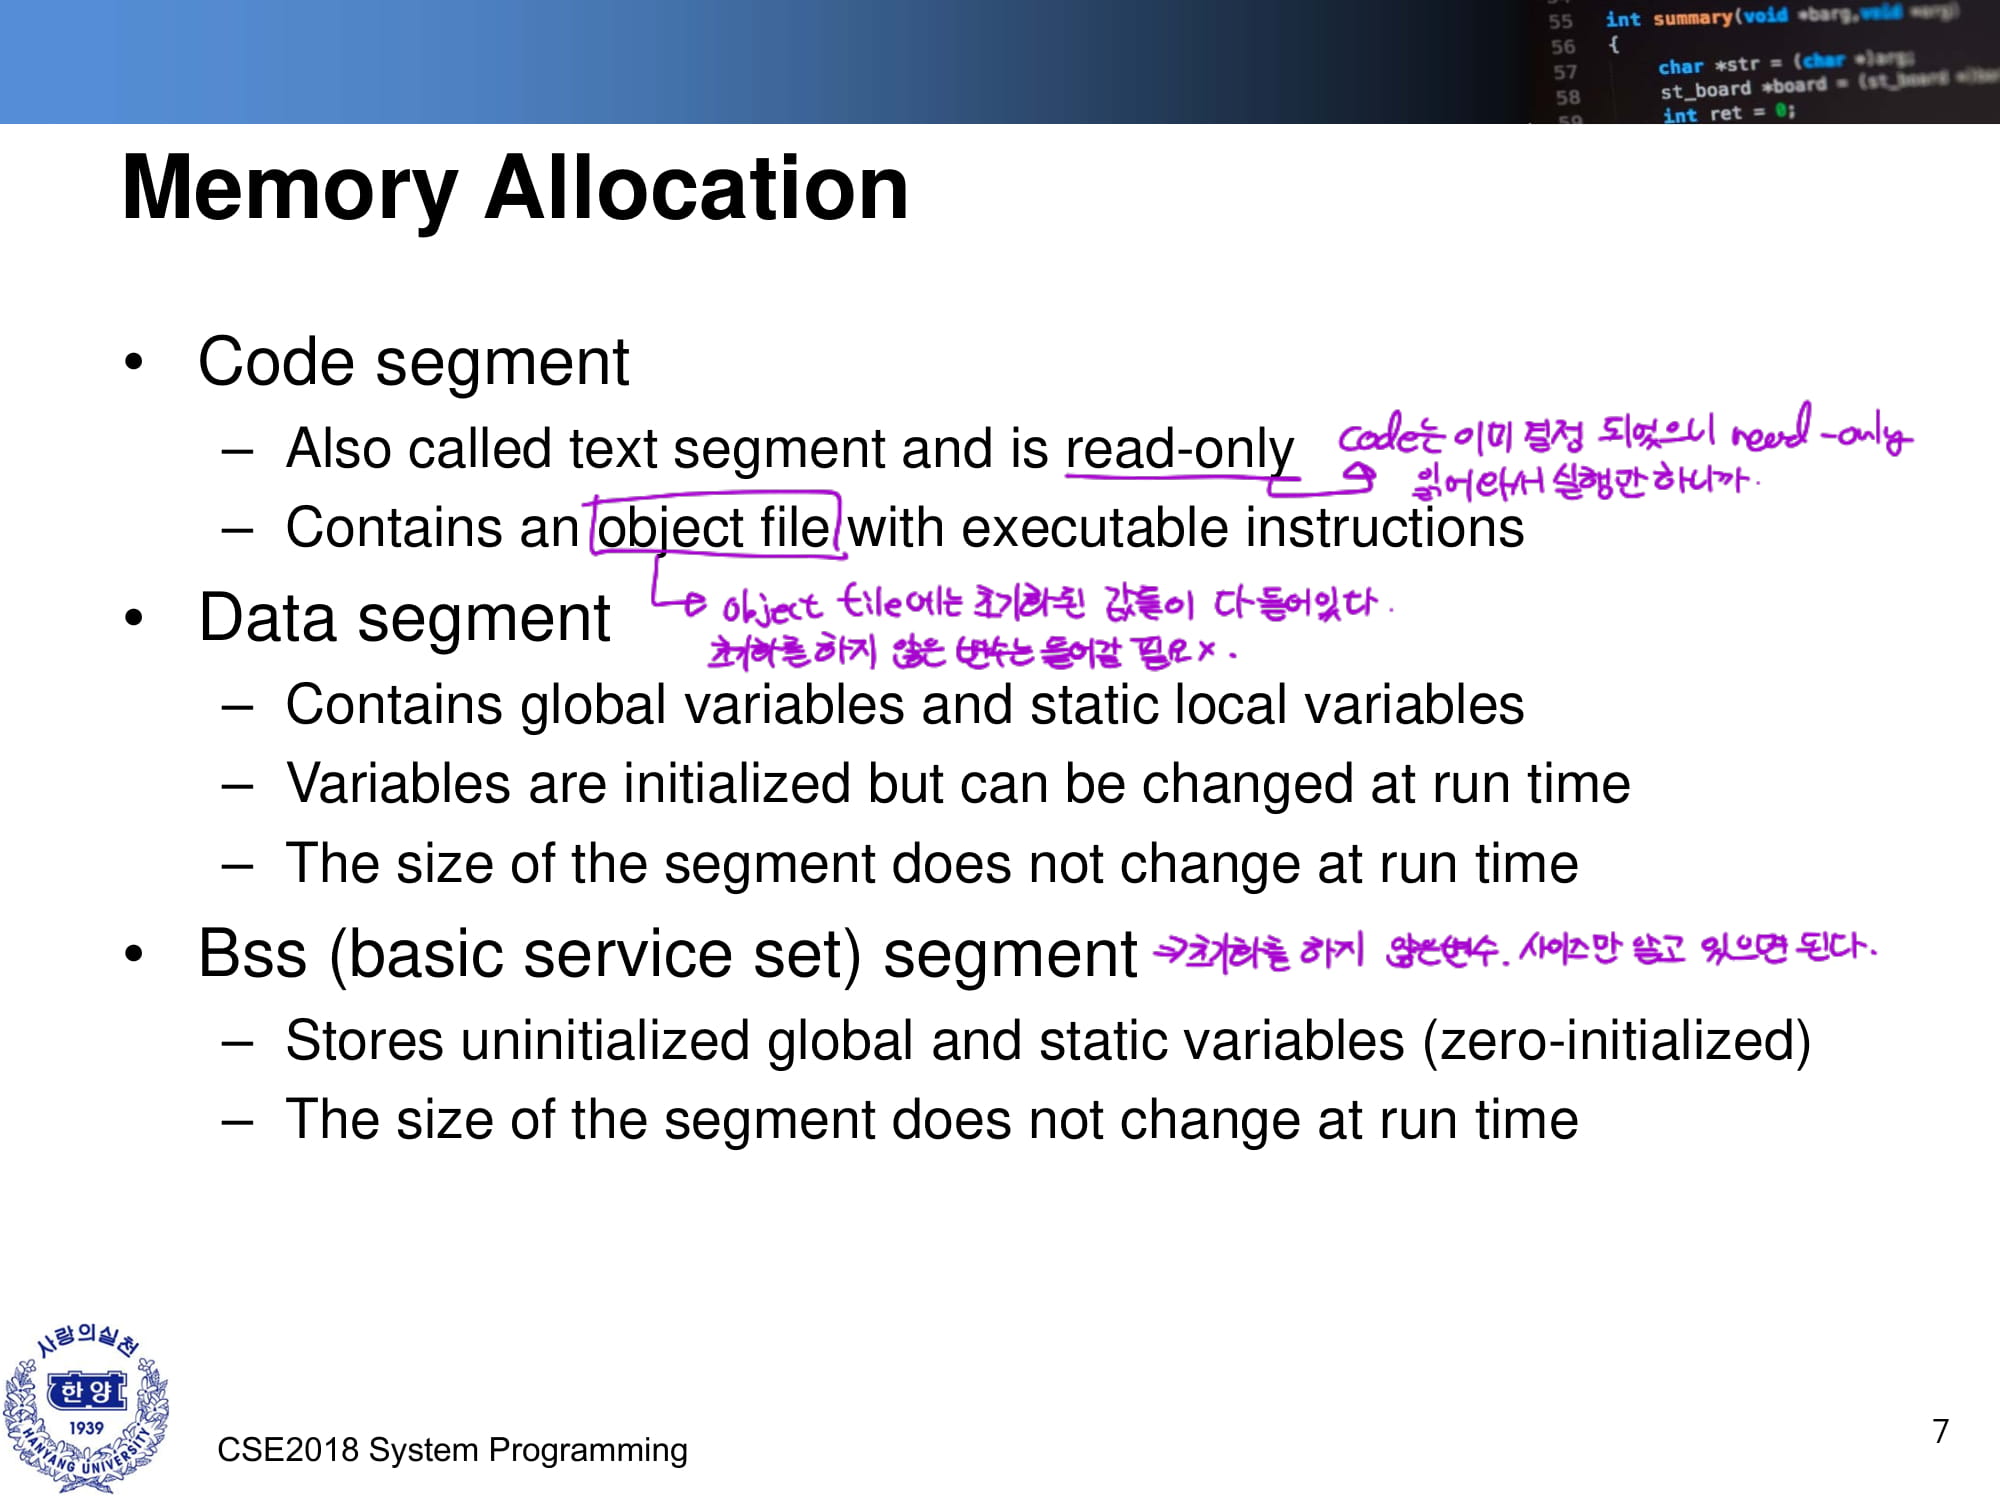 55 int summary(void *barg, void *arg)
56 {
57 char *str = (char *)arg;
58 st_board *board = (st_board *)
59 int ret = 0;
Memory Allocation
• Code segment
– Also called text segment and is read-only
code는 이미 결정 되었으니 read-only
읽어와서 실행만 하니까.
– Contains an object file with executable instructions
object file에는 초기화된 값들이 다 들어있다.
초기화를 하지 않은 변수는 들어갈 필요 x.
• Data segment
– Contains global variables and static local variables
– Variables are initialized but can be changed at run time
– The size of the segment does not change at run time
• Bss (basic service set) segment →초기화를 하지 않은변수. 사이즈만 알고 있으면 된다.
– Stores uninitialized global and static variables (zero-initialized)
– The size of the segment does not change at run time
사랑의실천
한양
1939
HANYANG UNIVERSITY
CSE2018 System Programming
7